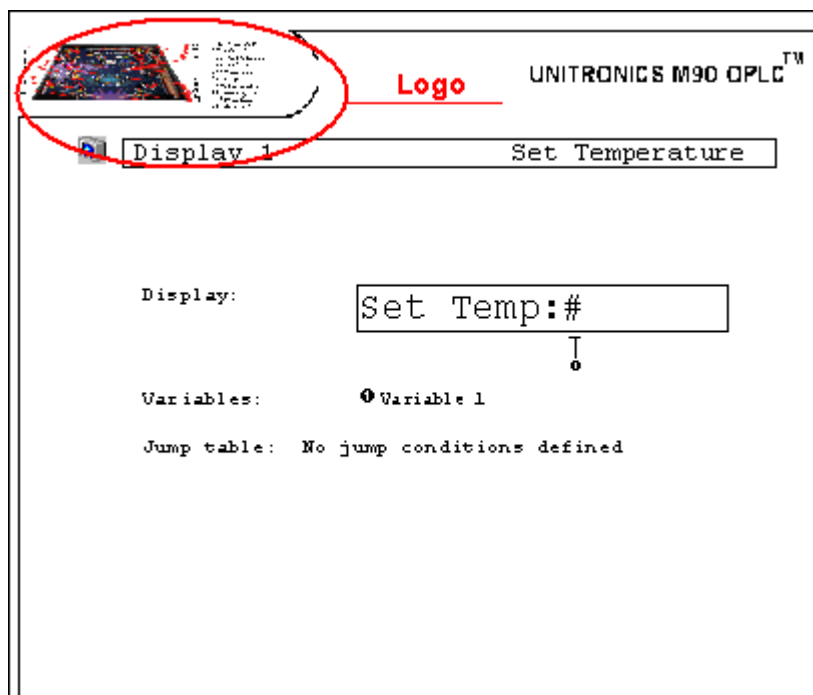 Logo
UNITRONICS M90 OPLC™
Display 1 Set Temperature
Display: Set Temp:#
Variables: 1 Variable 1
Jump table: No jump conditions defined